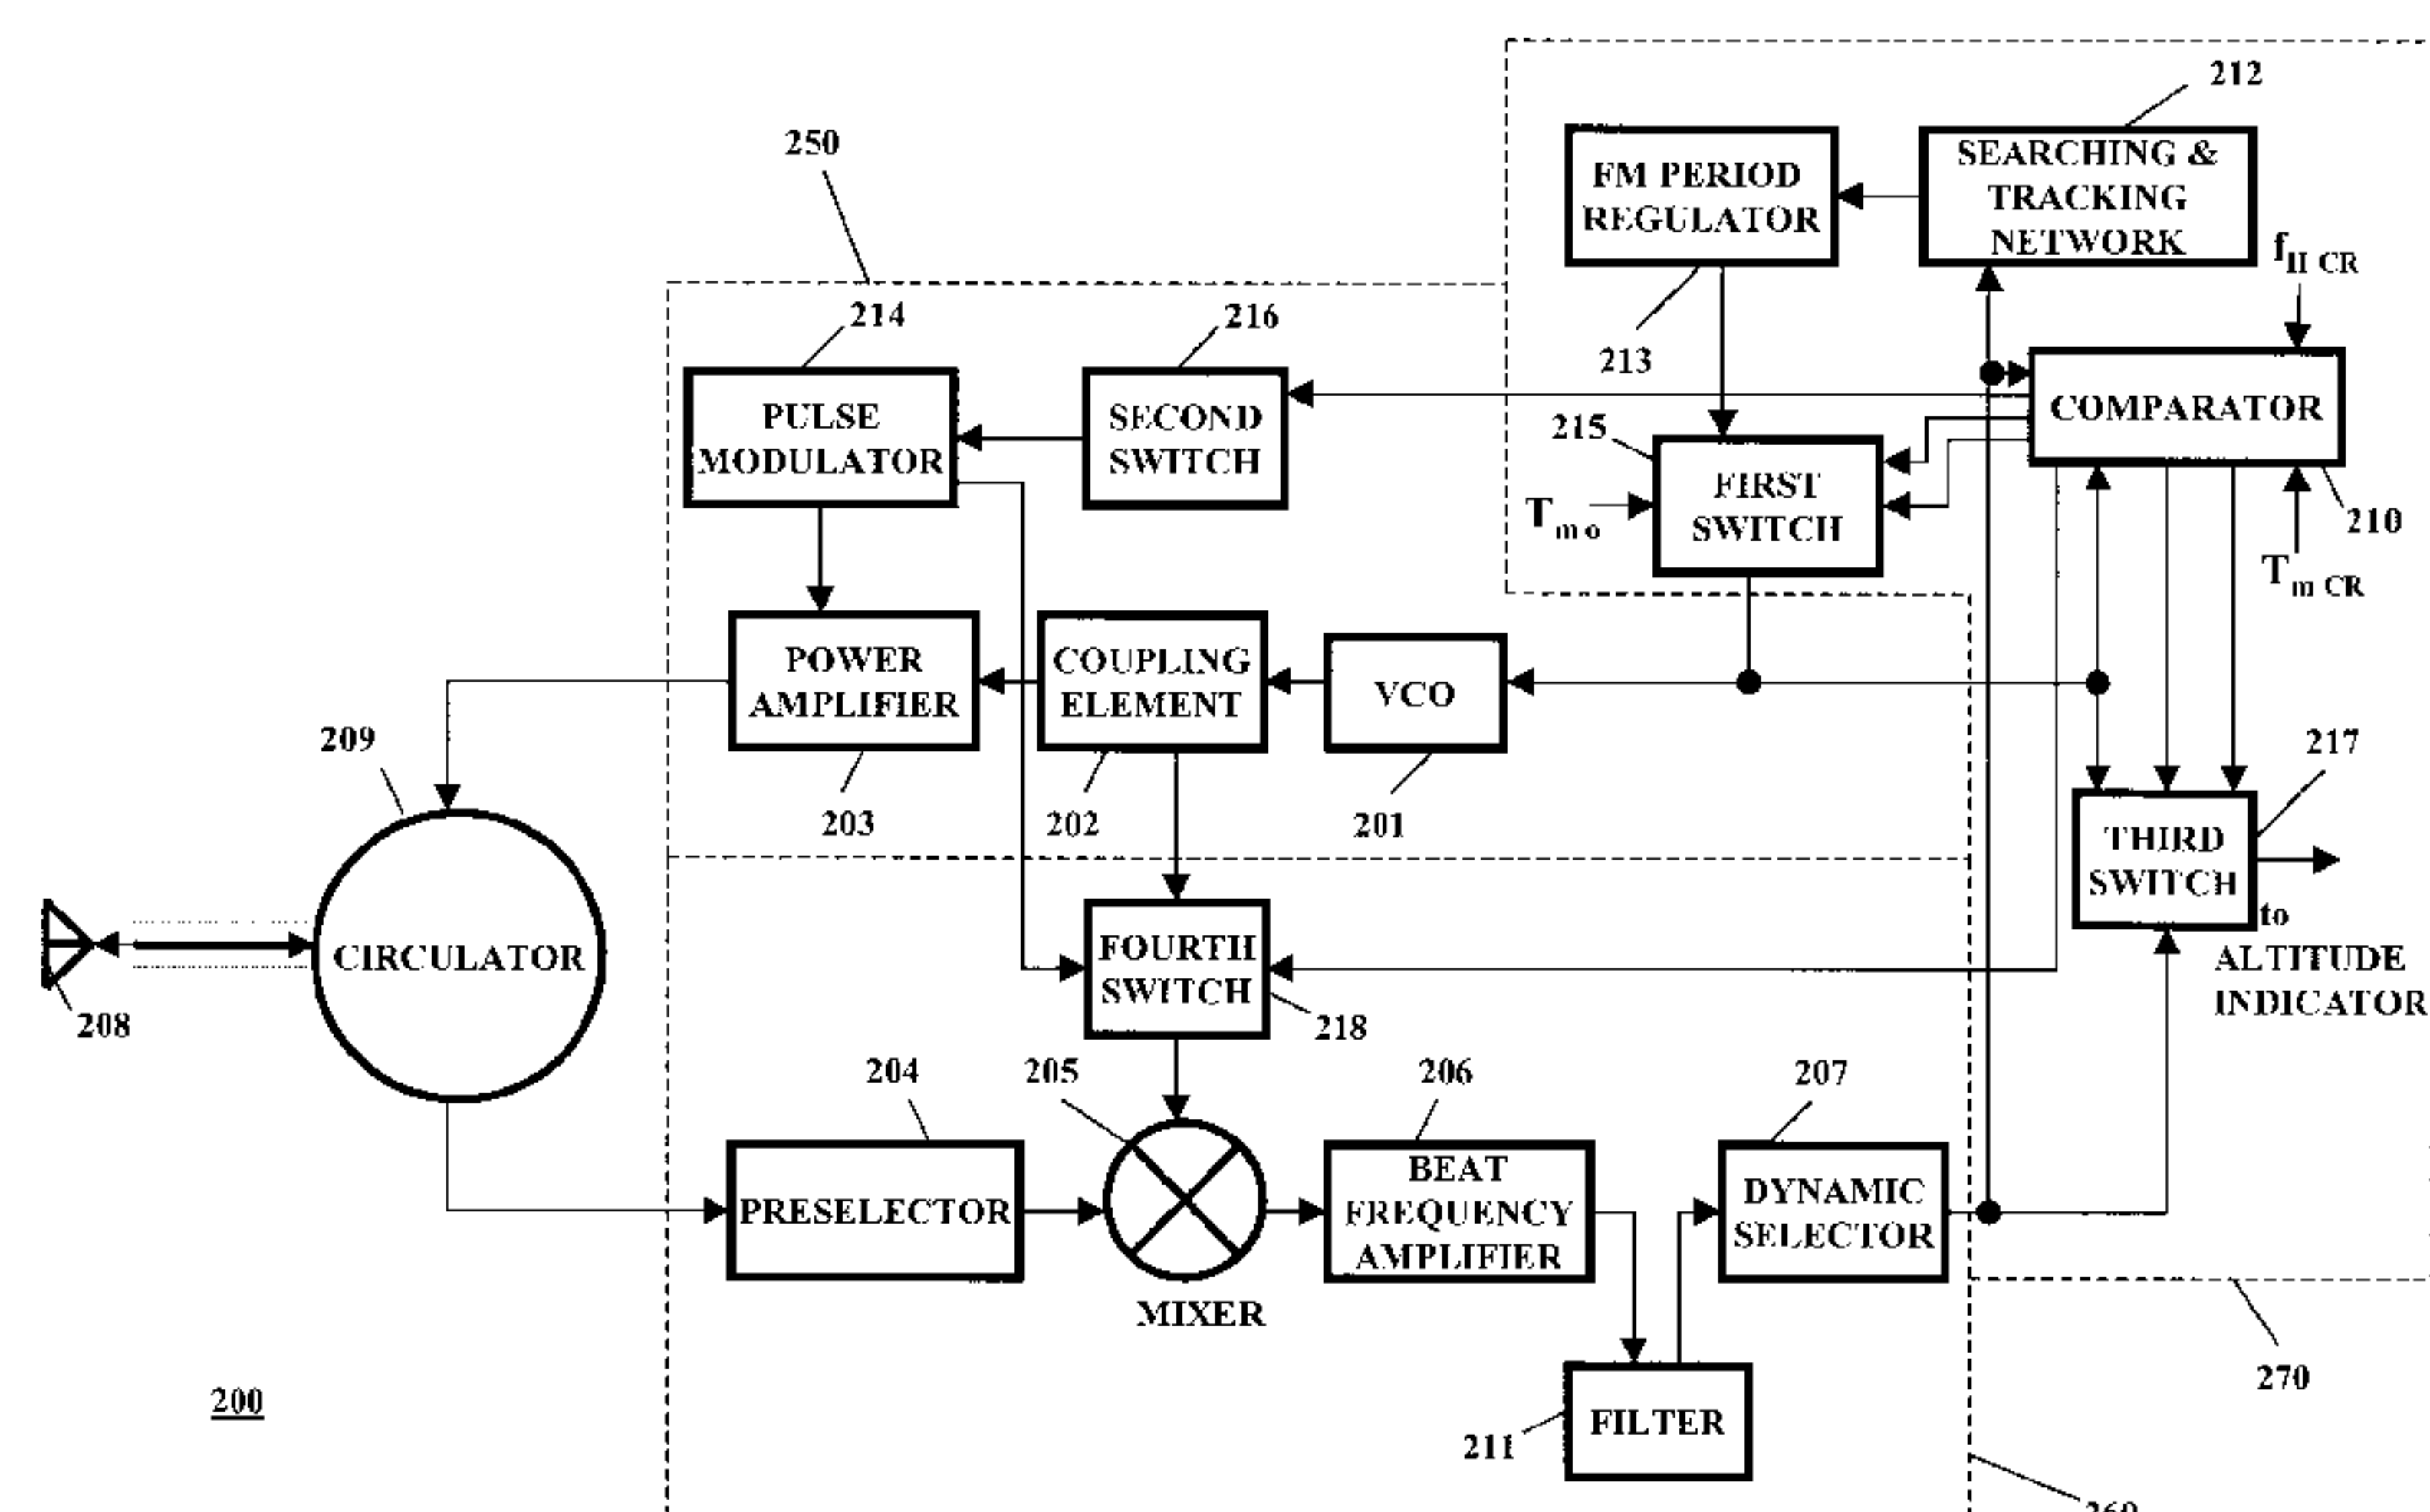 212
250
SEARCHING &
TRACKING
NETWORK
FM PERIOD
REGULATOR
f H CR
214
216
213
PULSE
MODULATOR
SECOND
SWITCH
COMPARATOR
215
FIRST
SWITCH
T m o
210
T m CR
POWER
AMPLIFIER
COUPLING
ELEMENT
VCO
209
217
203
202
201
THIRD
SWITCH
to
ALTITUDE
INDICATOR
CIRCULATOR
FOURTH
SWITCH
208
218
204
205
206
207
PRESELECTOR
BEAT
FREQUENCY
AMPLIFIER
DYNAMIC
SELECTOR
MIXER
270
200
FILTER
211